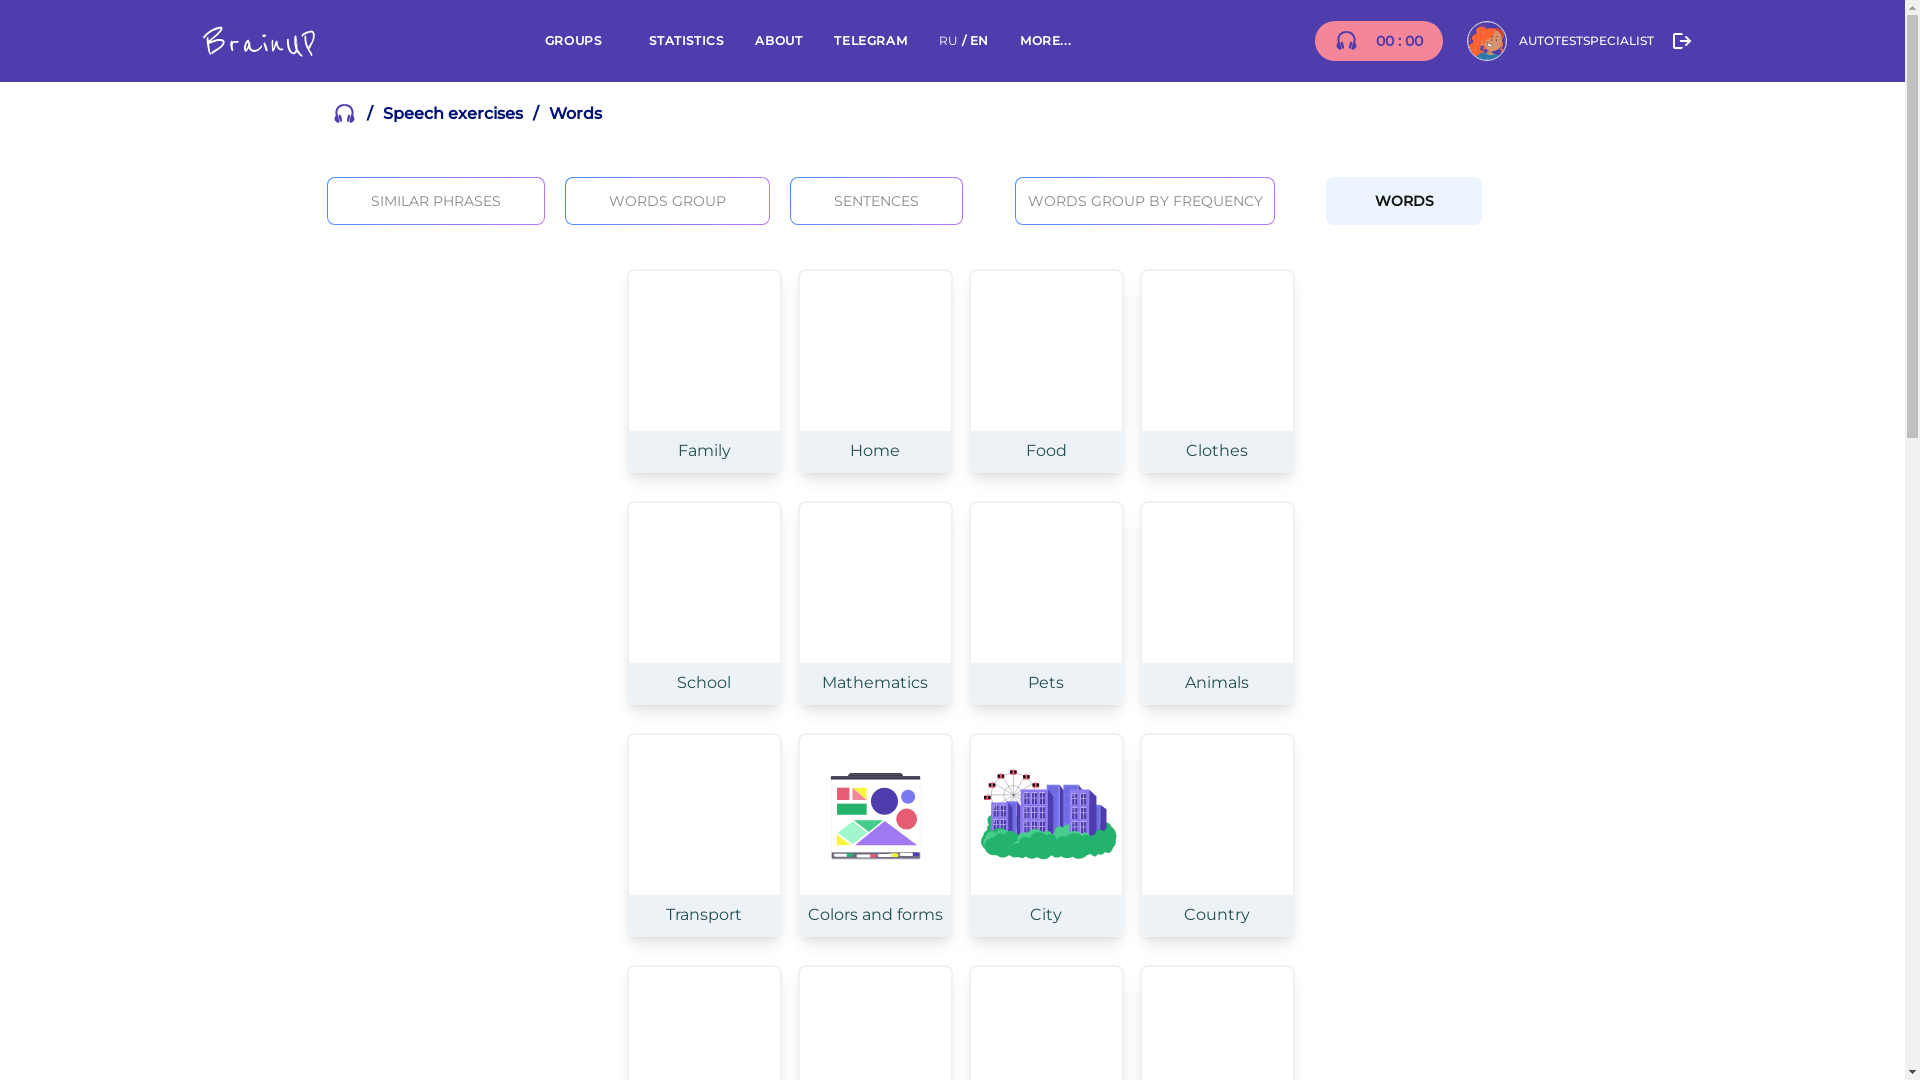 BrainUP
GROUPS
STATISTICS
ABOUT
TELEGRAM
RU / EN
MORE...
00 : 00
AUTOTESTSPECIALIST
/ Speech exercises / Words
SIMILAR PHRASES
WORDS GROUP
SENTENCES
WORDS GROUP BY FREQUENCY
WORDS
Family
Home
Food
Clothes
School
Mathematics
Pets
Animals
Transport
Colors and forms
City
Country